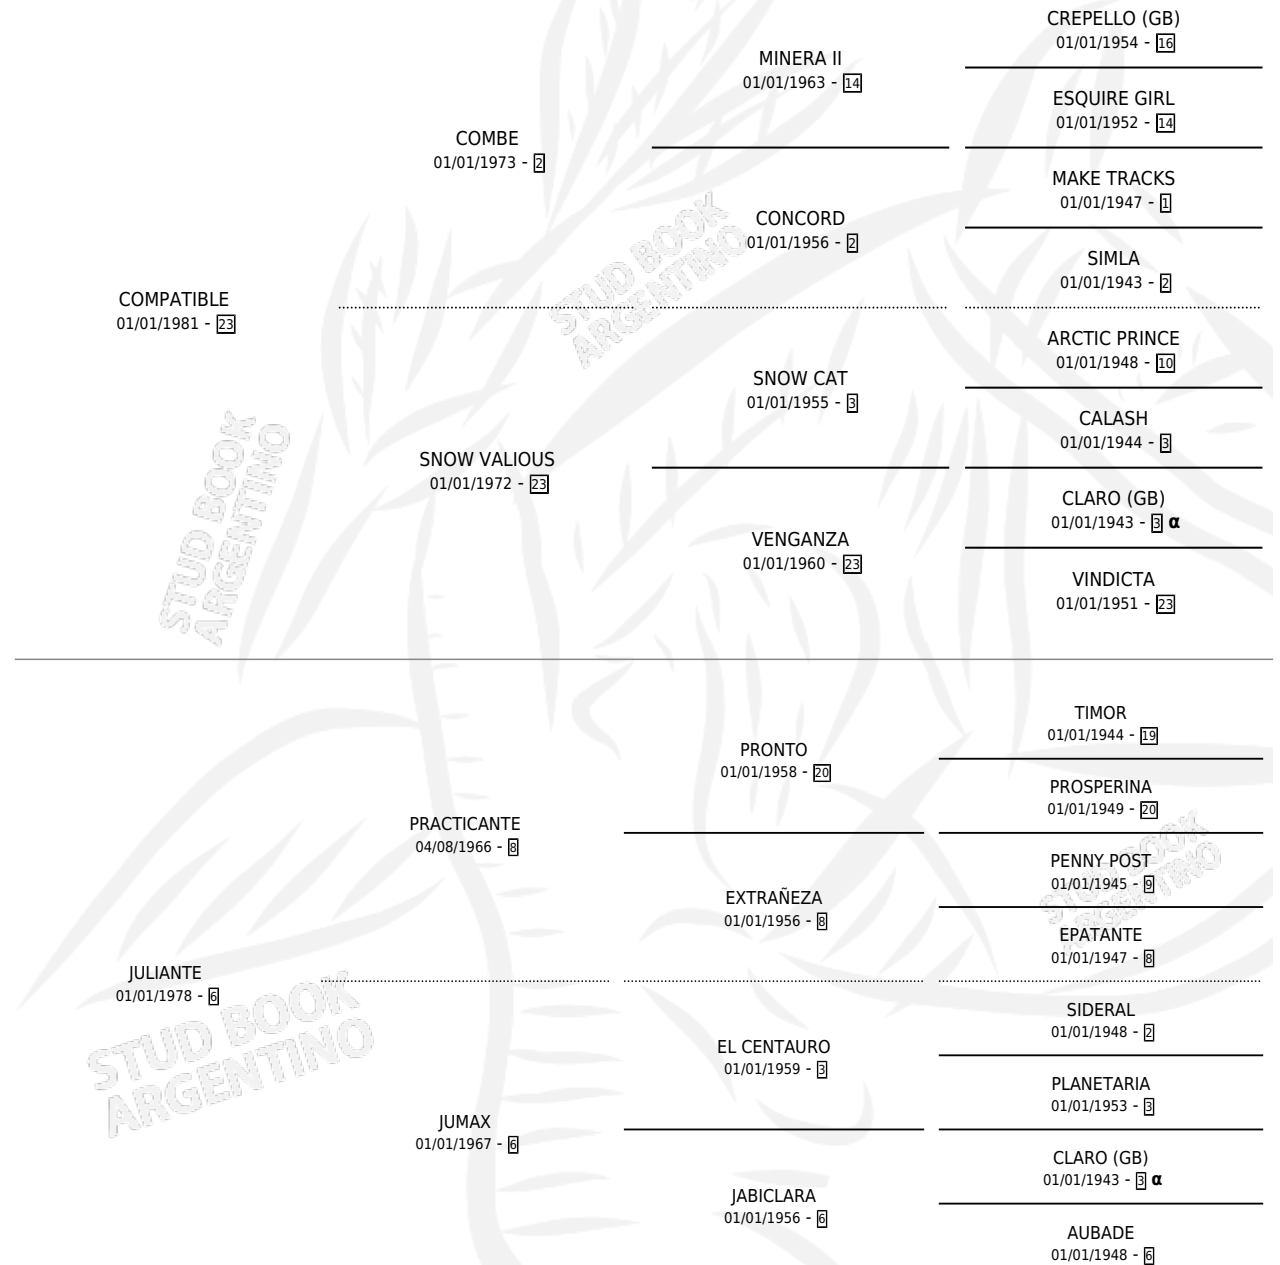 COMPATIBLE
01/01/1981 - 23
COMBE
01/01/1973 - 2
MINERA II
01/01/1963 - 14
CREPELLO (GB)
01/01/1954 - 16
ESQUIRE GIRL
01/01/1952 - 14
CONCORD
01/01/1956 - 2
MAKE TRACKS
01/01/1947 - 1
SIMLA
01/01/1943 - 2
SNOW VALIOUS
01/01/1972 - 23
SNOW CAT
01/01/1955 - 3
ARCTIC PRINCE
01/01/1948 - 10
CALASH
01/01/1944 - 3
VENGANZA
01/01/1960 - 23
CLARO (GB)
01/01/1943 - 3 α
VINDICTA
01/01/1951 - 23
JULIANTE
01/01/1978 - 6
PRACTICANTE
04/08/1966 - 8
PRONTO
01/01/1958 - 20
TIMOR
01/01/1944 - 19
PROSPERINA
01/01/1949 - 20
EXTRAÑEZA
01/01/1956 - 8
PENNY POST
01/01/1945 - 9
EPATANTE
01/01/1947 - 8
JUMAX
01/01/1967 - 6
EL CENTAURO
01/01/1959 - 3
SIDERAL
01/01/1948 - 2
PLANETARIA
01/01/1953 - 3
JABICLARA
01/01/1956 - 6
CLARO (GB)
01/01/1943 - 3 α
AUBADE
01/01/1948 - 6
STUD BOOK
ARGENTINO
STUD BOOK
ARGENTINO
STUD BOOK
ARGENTINO
STUD BOOK
ARGENTINO